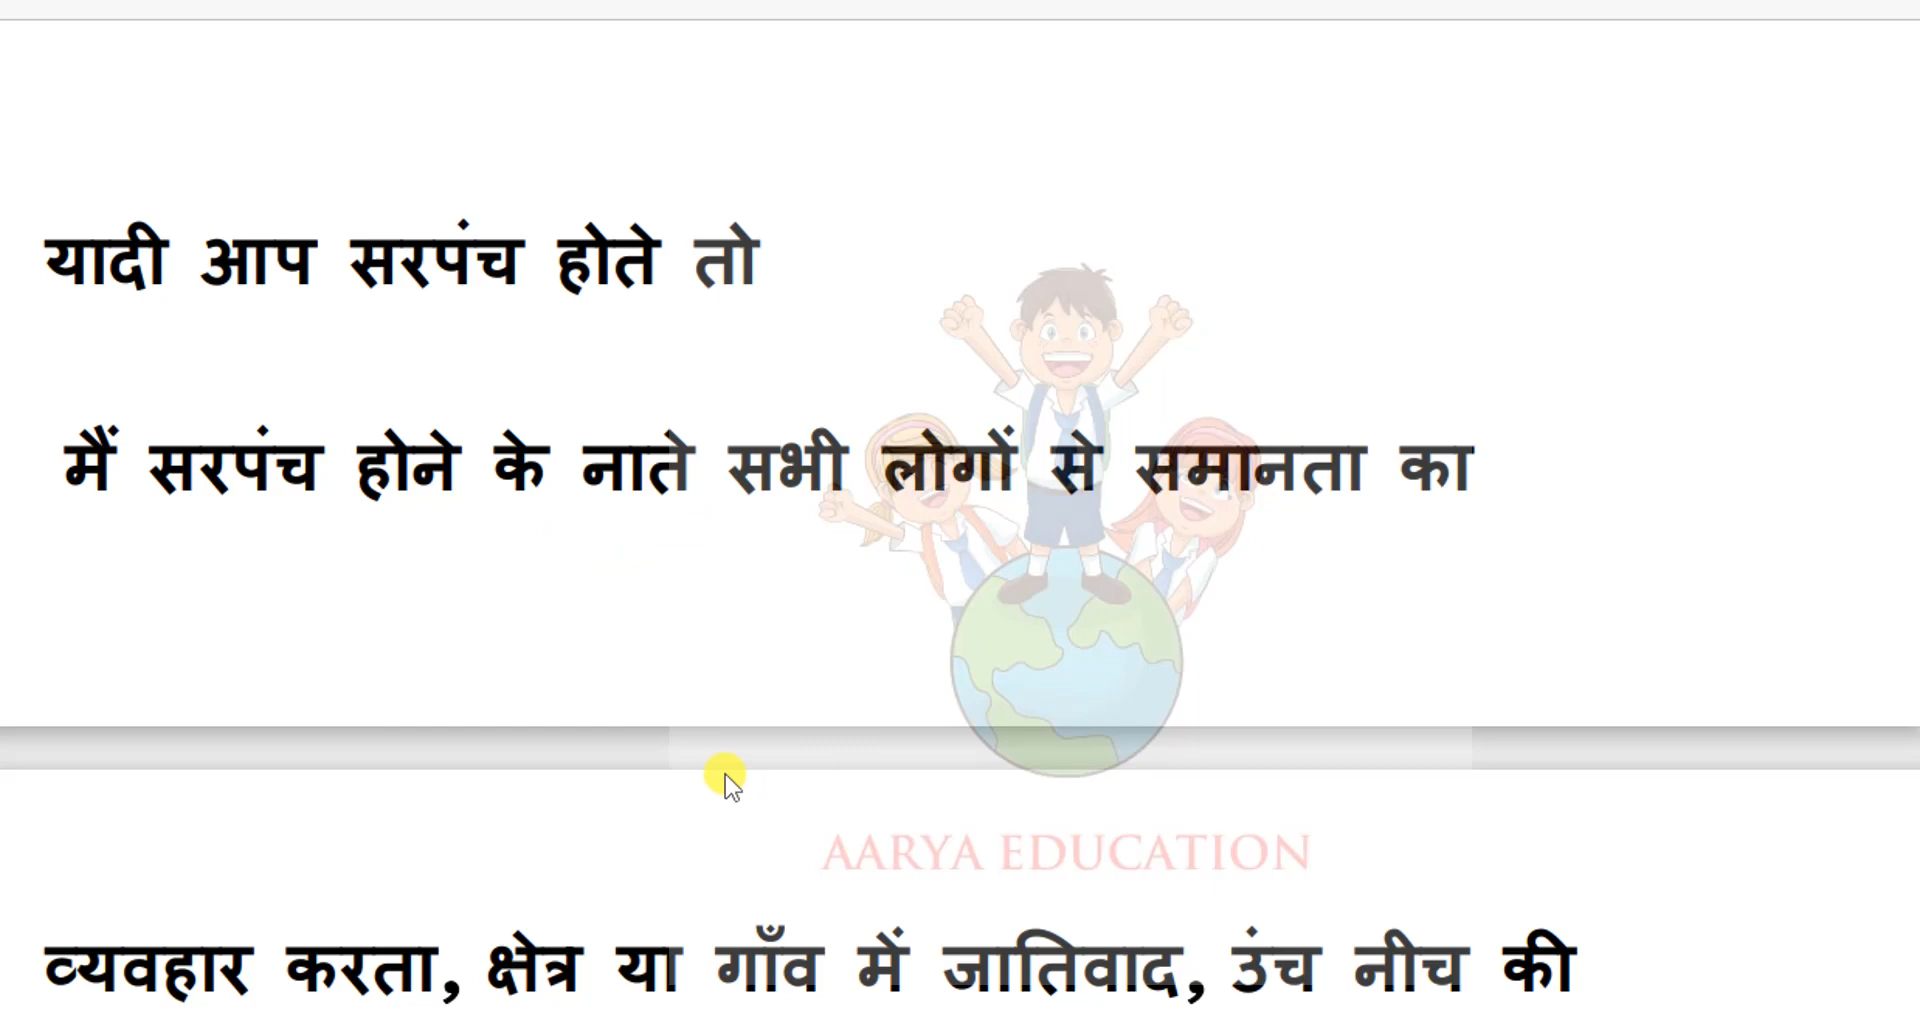 यादी आप सरपंच होते तो
मैं सरपंच होने के नाते सभी लोगों से समानता का
AARYA EDUCATION
व्यवहार करता, क्षेत्र या गाँव में जातिवाद, उंच नीच की